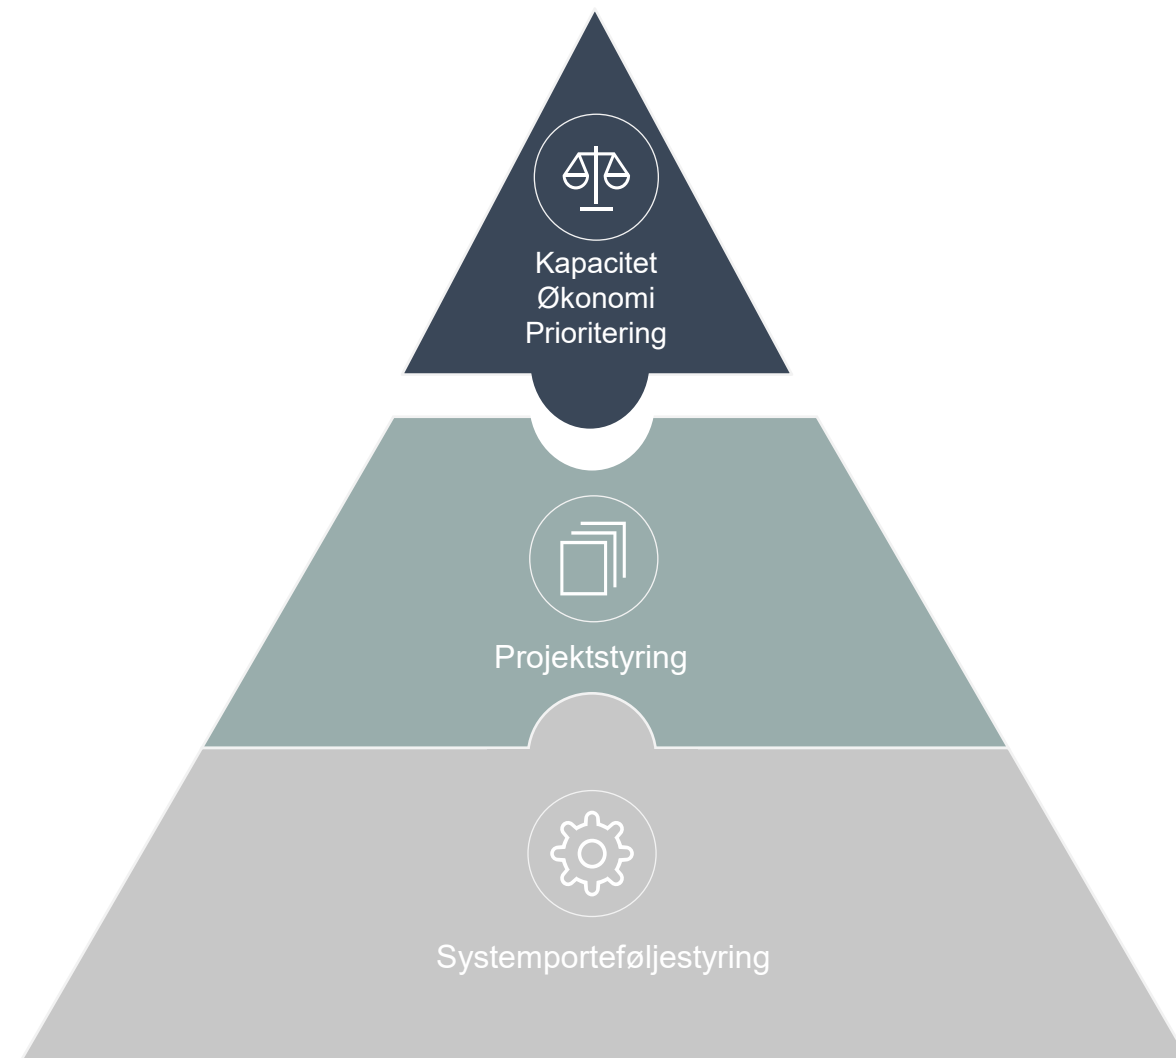 Kapacitet
Økonomi
Prioritering
Projektstyring
Systemporteføljestyring